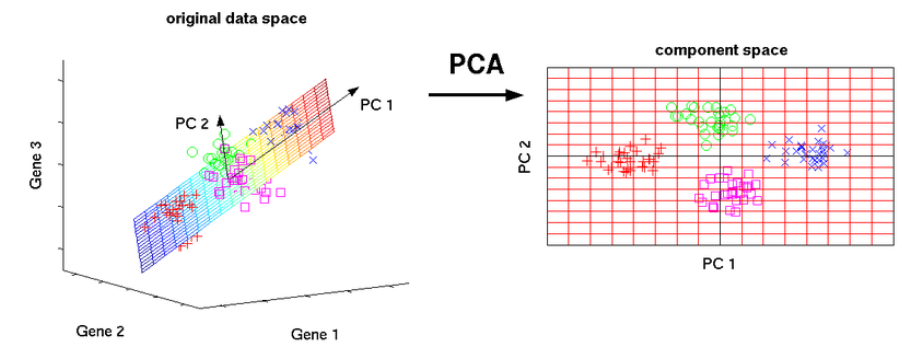 original data space
PCA
component space
Gene 3
PC 2
PC 1
Gene 2
Gene 1
PC 2
PC 1